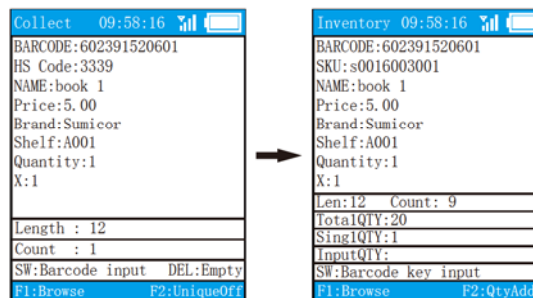 Collect 09:58:16
BARCODE:602391520601
HS Code:3339
NAME:book 1
Price:5.00
Brand:Sumicor
Shelf:A001
Quantity:1
X:1
Length : 12
Count : 1
SW:Barcode input DEL:Empty
F1:Browse F2:UniqueOff
Inventory 09:58:16
BARCODE:602391520601
SKU:s0016003001
NAME:book 1
Price:5.00
Brand:Sumicor
Shelf:A001
Quantity:1
X:1
Len:12 Count: 9
Tota1QTY:20
Sing1QTY:1
InputQTY:
SW:Barcode key input
F1:Browse F2:QtyAdd